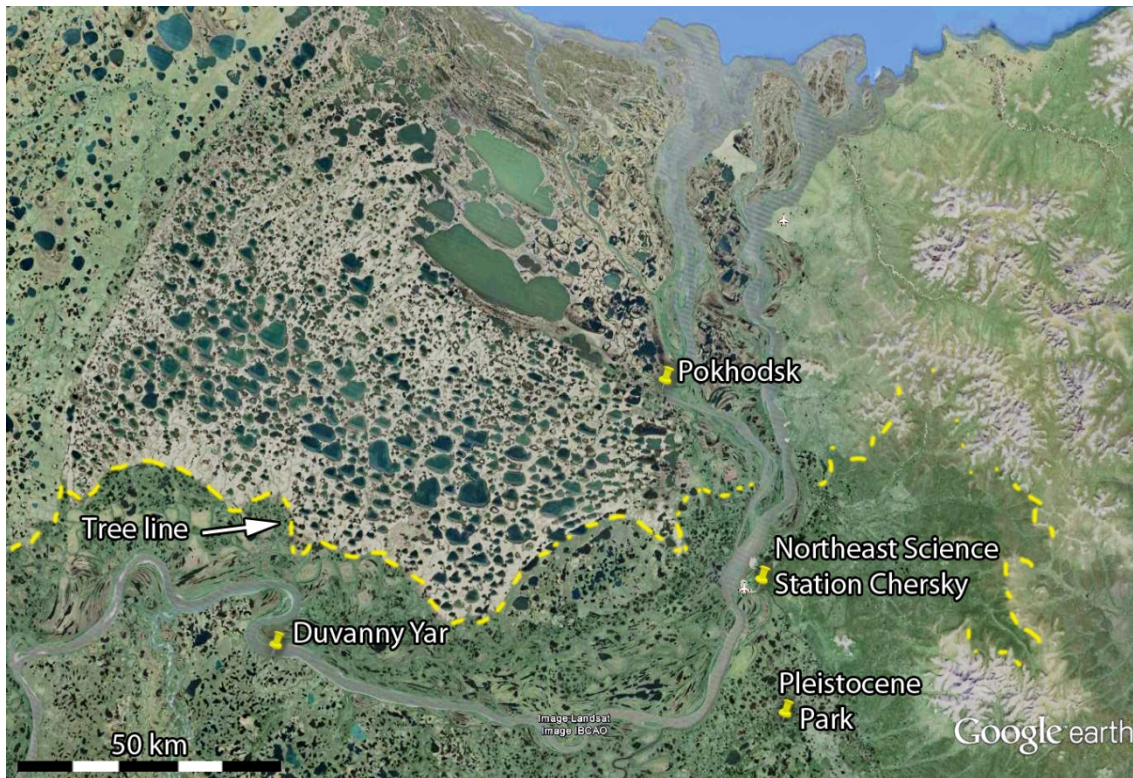 Pokhodsk
Tree line
Northeast Science
Station Chersky
Duvanny Yar
Pleistocene
Park
Image Landsat
Image IBCAO
Google earth
50 km